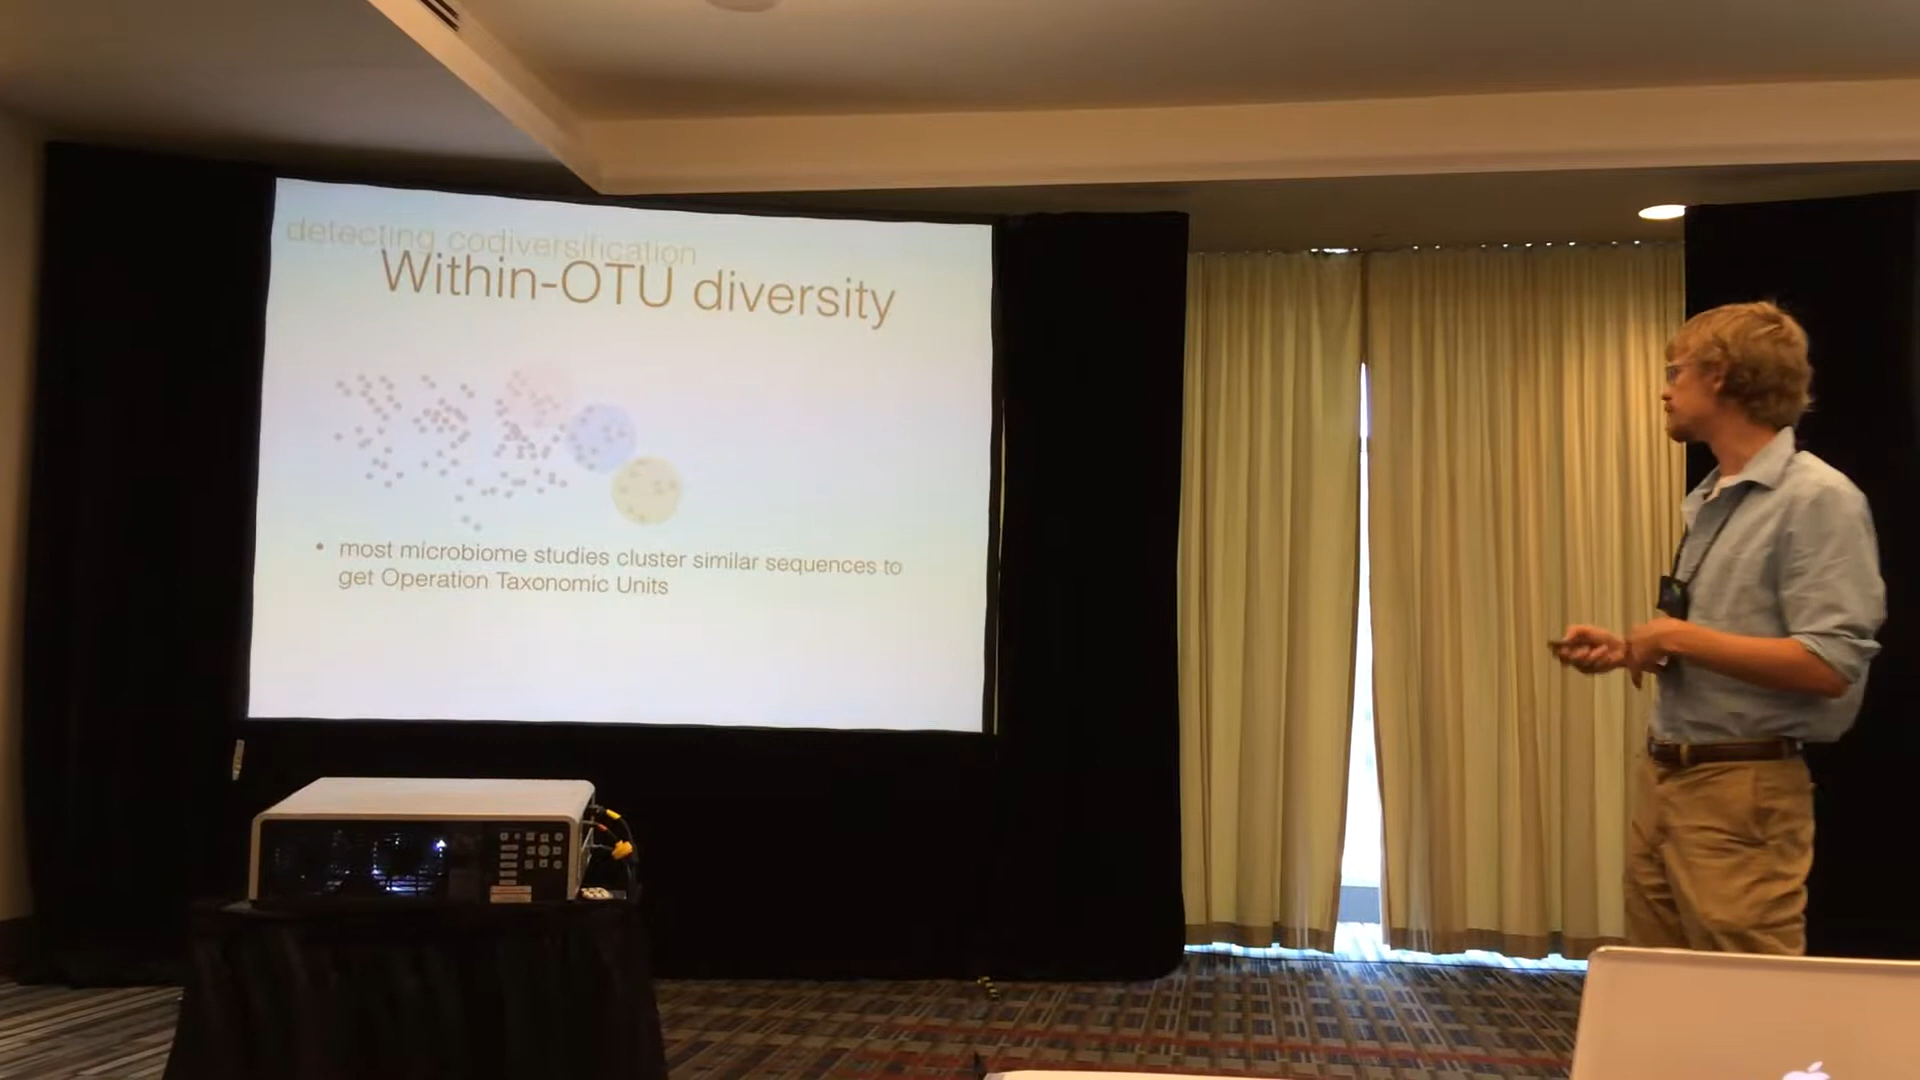 detecting codiversification
Within-OTU diversity
• most microbiome studies cluster similar sequences to
get Operation Taxonomic Units